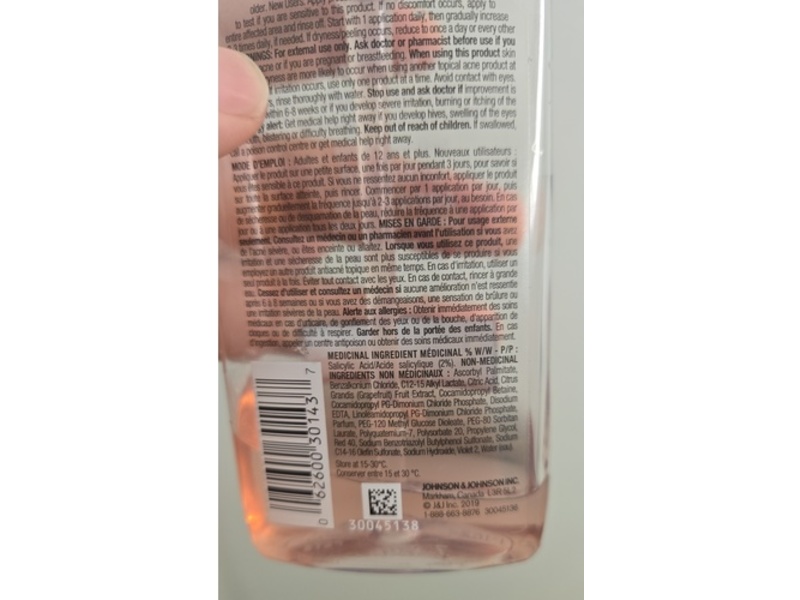 older. New Users: Apply
to test if you are sensitive to this product. If no discomfort occurs, apply to
entire affected area and rinse off. Start with 1 application daily, then gradually increase
times daily, if needed. If dryness/peeling occurs, reduce to once a day or every other
For external use only. Ask doctor or pharmacist before use if you
or if you are pregnant or breastfeeding. When using this product skin
are more likely to occur when using another topical acne product at
irritation occurs, use only one product at a time. Avoid contact with eyes.
rinse thoroughly with water. Stop use and ask doctor if improvement is
within 6-8 weeks or if you develop severe irritation, burning or itching of the
alert: Get medical help right away if you develop hives, swelling of the eyes
blistering or difficulty breathing. Keep out of reach of children. If swallowed,
call a poison control centre or get medical help right away.
MODE D'EMPLOI : Adultes et enfants de 12 ans et plus. Nouveaux utilisateurs :
Appliquer le produit sur une petite surface, une fois par jour pendant 3 jours, pour savoir si
vous êtes sensible à ce produit. Si vous ne ressentez aucun inconfort, appliquer le produit
sur toute la surface atteinte, puis rincer. Commencer par 1 application par jour, puis
augmenter graduellement la fréquence jusqu'à 2-3 applications par jour, au besoin. En cas
de sécheresse ou de desquamation de la peau, réduire la fréquence à une application par
jour ou à une application tous les deux jours. MISES EN GARDE : Pour usage externe
seulement. Consultez un médecin ou un pharmacien avant l'utilisation si vous avez
de l'acné sévère, ou êtes enceinte ou allaitez. Lorsque vous utilisez ce produit, une
irritation et une sécheresse de la peau sont plus susceptibles de se produire si vous
employez un autre produit antiacné topique en même temps. En cas d'irritation, utiliser un
seul produit à la fois. Éviter tout contact avec les yeux. En cas de contact, rincer à grande
eau. Cessez d'utiliser et consultez un médecin si aucune amélioration n'est ressentie
après 6 à 8 semaines ou si vous avez des démangeaisons, une sensation de brûlure ou
une irritation sévères de la peau. Alerte aux allergies : Obtenir immédiatement des soins
médicaux en cas d'urticaire, de gonflement des yeux ou de la bouche, d'apparition de
cloques ou de difficulté à respirer. Garder hors de la portée des enfants. En cas
d'ingestion, appeler un centre antipoison ou obtenir des soins médicaux immédiatement.
MEDICINAL INGREDIENT MÉDICINAL % W/W - P/P :
Salicylic Acid/Acide salicylique (2%). NON-MEDICINAL
INGREDIENTS NON MÉDICINAUX : Ascorbyl Palmitate,
Benzalkonium Chloride, C12-15 Alkyl Lactate, Citric Acid, Citrus
Grandis (Grapefruit) Fruit Extract, Cocamidopropyl Betaine,
Cocamidopropyl PG-Dimonium Chloride Phosphate, Disodium
EDTA, Linoleamidopropyl PG-Dimonium Chloride Phosphate,
Parfum, PEG-120 Methyl Glucose Dioleate, PEG-80 Sorbitan
Laurate, Polyquaternium-7, Polysorbate 20, Propylene Glycol,
Red 40, Sodium Benzotriazolyl Butylphenol Sulfonate, Sodium
C14-16 Olefin Sulfonate, Sodium Hydroxide, Violet 2, Water (eau).
Store at 15-30°C.
Conserver entre 15 et 30 °C.
0 62600 30143 7
30045138
JOHNSON & JOHNSON INC.
Markham, Canada L3R 5L2
© J&J Inc. 2019
1-888-663-8876 30045136